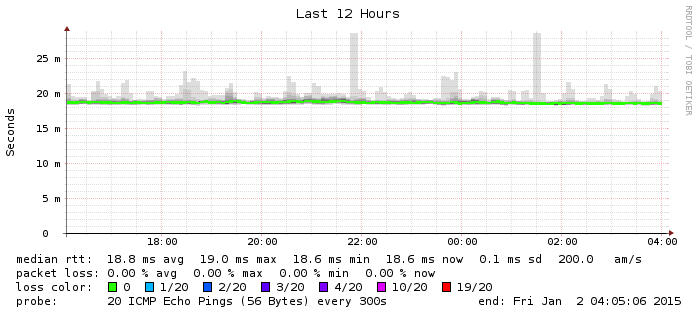 Last 12 Hours
RRDTOOL / TOBI OETIKER
Seconds
25 m
20 m
15 m
10 m
5 m
0
18:00 20:00 22:00 00:00 02:00 04:00
median rtt: 18.8 ms avg 19.0 ms max 18.6 ms min 18.6 ms now 0.1 ms sd 200.0 am/s
packet loss: 0.00 % avg 0.00 % max 0.00 % min 0.00 % now
loss color: 0 1/20 2/20 3/20 4/20 10/20 19/20
probe: 20 ICMP Echo Pings (56 Bytes) every 300s end: Fri Jan 2 04:05:06 2015